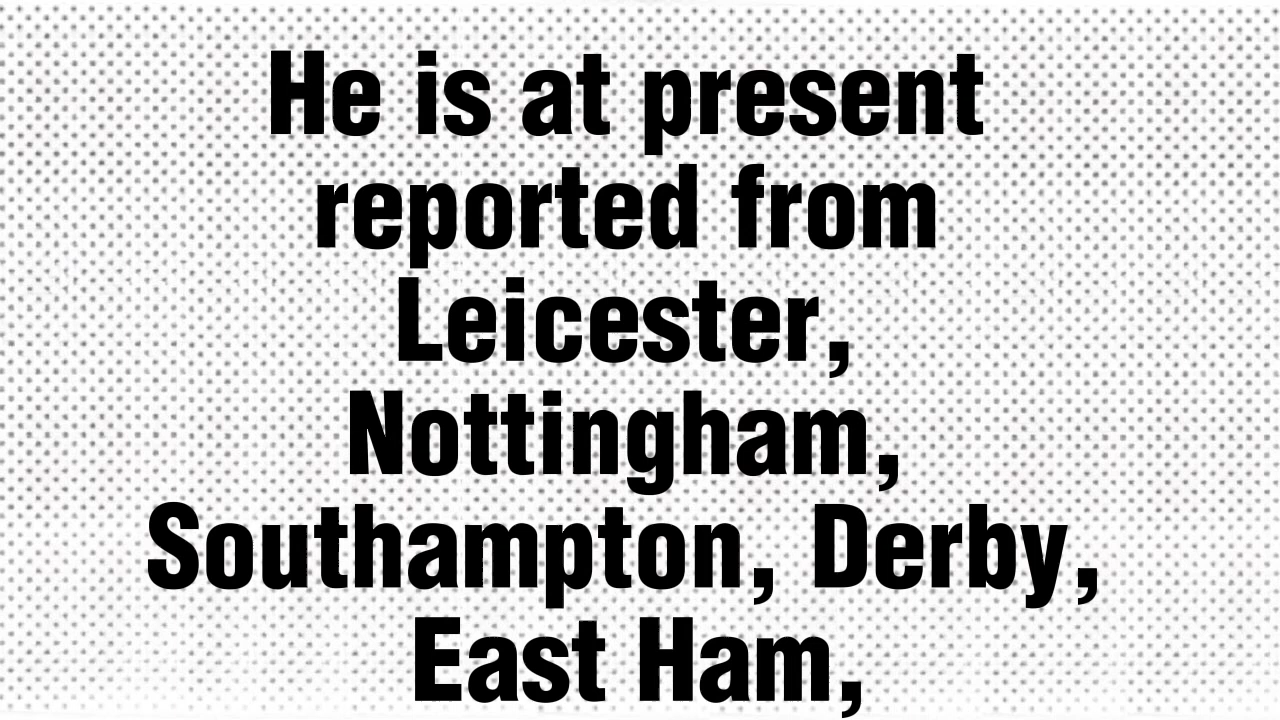 He is at present
reported from
Leicester,
Nottingham,
Southampton, Derby,
East Ham,